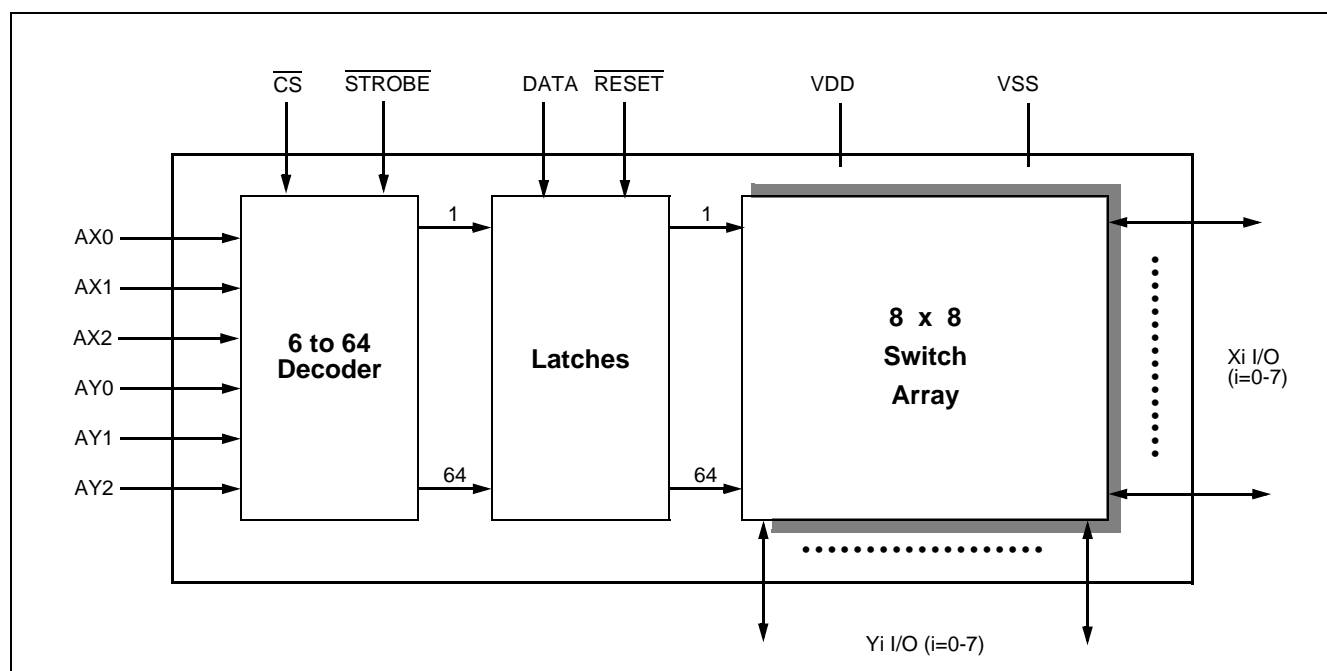 CS STROBE DATA RESET VDD VSS
AX0
AX1
AX2
AY0
AY1
AY2
1
64
6 to 64
Decoder
Latches
1
64
8 x 8
Switch
Array
Xi I/O
(i=0-7)
Yi I/O (i=0-7)